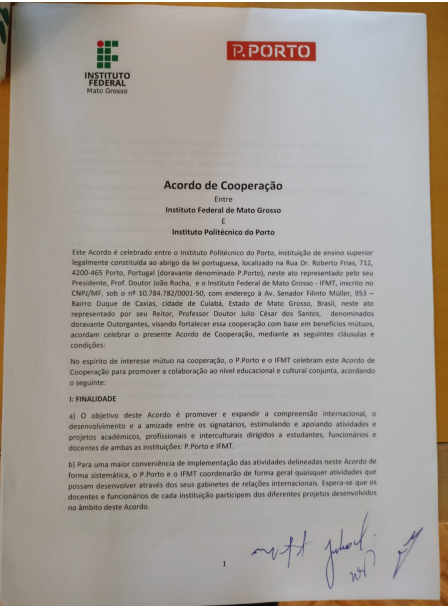 INSTITUTO
FEDERAL
Mato Grosso
P.PORTO
Acordo de Cooperação
Entre
Instituto Federal de Mato Grosso
E
Instituto Politécnico do Porto
Este Acordo é celebrado entre o Instituto Politécnico do Porto, instituição de ensino superior
legalmente constituída ao abrigo da lei portuguesa, localizado na Rua Dr. Roberto Frias, 712,
4200-465 Porto, Portugal (doravante denominado P.Porto), neste ato representado pelo seu
Presidente, Prof. Doutor João Rocha, e o Instituto Federal de Mato Grosso - IFMT, inscrito no
CNPJ/MF, sob o nº 10.784.782/0001-50, com endereço à Av. Senador Filinto Müller, 953 –
Bairro Duque de Caxias, cidade de Cuiabá, Estado de Mato Grosso, Brasil, neste ato
representado por seu Reitor, Professor Doutor Julio César dos Santos, denominados
doravante Outorgantes, visando fortalecer essa cooperação com base em benefícios mútuos,
acordam celebrar o presente Acordo de Cooperação, mediante as seguintes cláusulas e
condições:
No espírito de interesse mútuo na cooperação, o P.Porto e o IFMT celebram este Acordo de
Cooperação para promover a colaboração ao nível educacional e cultural conjunta, acordando
o seguinte:
I: FINALIDADE
a) O objetivo deste Acordo é promover e expandir a compreensão internacional, o
desenvolvimento e a amizade entre os signatários, estimulando e apoiando atividades e
projetos académicos, profissionais e interculturais dirigidos a estudantes, funcionários e
docentes de ambas as instituições: P.Porto e IFMT.
b) Para uma maior conveniência de implementação das atividades delineadas neste Acordo de
forma sistemática, o P.Porto e o IFMT coordenarão de forma geral quaisquer atividades que
possam desenvolver através dos seus gabinetes de relações internacionais. Espera-se que os
docentes e funcionários de cada instituição participem dos diferentes projetos desenvolvidos
no âmbito deste Acordo.
1